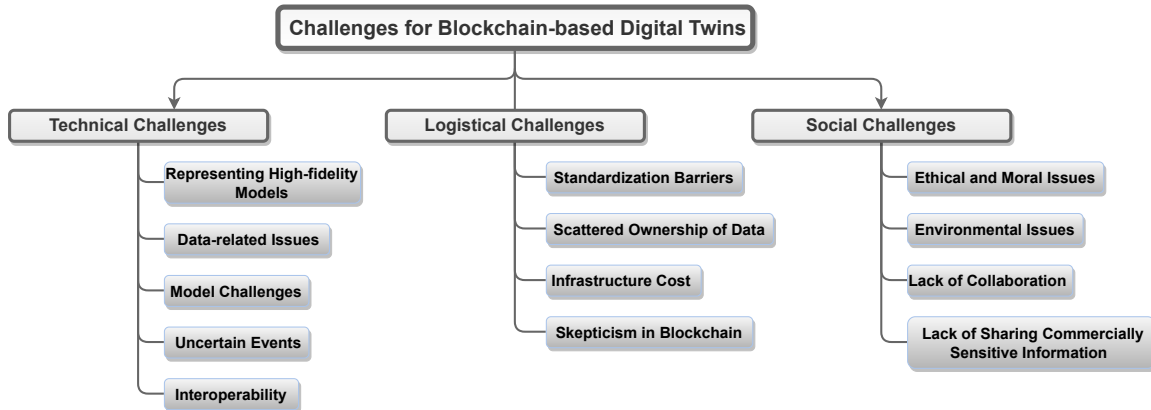 Challenges for Blockchain-based Digital Twins
Technical Challenges
Representing High-fidelity
Models
Data-related Issues
Model Challenges
Uncertain Events
Interoperability
Logistical Challenges
Standardization Barriers
Scattered Ownership of Data
Infrastructure Cost
Skepticism in Blockchain
Social Challenges
Ethical and Moral Issues
Environmental Issues
Lack of Collaboration
Lack of Sharing Commercially
Sensitive Information